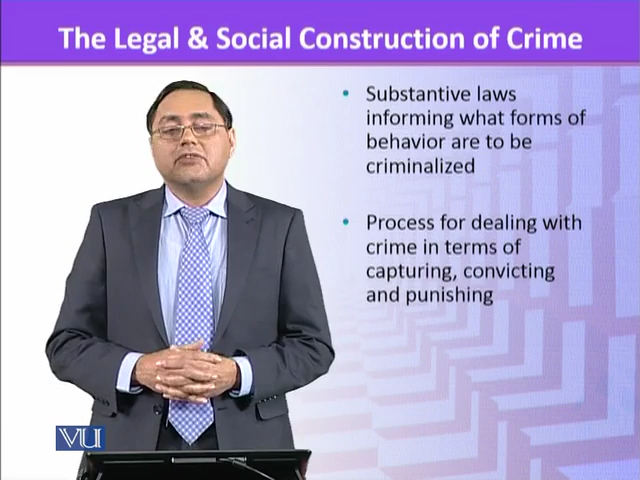 The Legal & Social Construction of Crime
Substantive laws
informing what forms of
behavior are to be
criminalized
Process for dealing with
crime in terms of
capturing, convicting
and punishing
VU